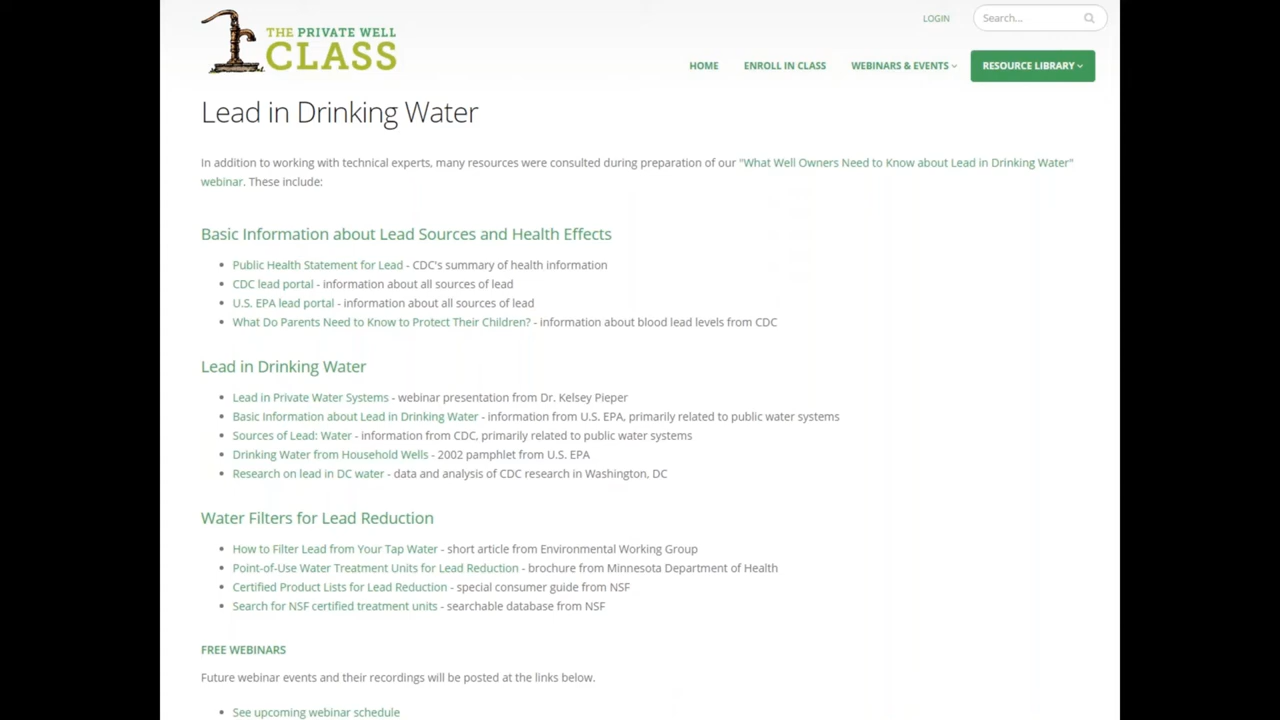 THE PRIVATE WELL
CLASS
LOGIN
Search...
HOME
ENROLL IN CLASS
WEBINARS & EVENTS
RESOURCE LIBRARY
Lead in Drinking Water
In addition to working with technical experts, many resources were consulted during preparation of our "What Well Owners Need to Know about Lead in Drinking Water"
webinar. These include:
Basic Information about Lead Sources and Health Effects
Public Health Statement for Lead - CDC's summary of health information
CDC lead portal - information about all sources of lead
U.S. EPA lead portal - information about all sources of lead
What Do Parents Need to Know to Protect Their Children? - information about blood lead levels from CDC
Lead in Drinking Water
Lead in Private Water Systems - webinar presentation from Dr. Kelsey Pieper
Basic Information about Lead in Drinking Water - information from U.S. EPA, primarily related to public water systems
Sources of Lead: Water - information from CDC, primarily related to public water systems
Drinking Water from Household Wells - 2002 pamphlet from U.S. EPA
Research on lead in DC water - data and analysis of CDC research in Washington, DC
Water Filters for Lead Reduction
How to Filter Lead from Your Tap Water - short article from Environmental Working Group
Point-of-Use Water Treatment Units for Lead Reduction - brochure from Minnesota Department of Health
Certified Product Lists for Lead Reduction - special consumer guide from NSF
Search for NSF certified treatment units - searchable database from NSF
FREE WEBINARS
Future webinar events and their recordings will be posted at the links below.
See upcoming webinar schedule